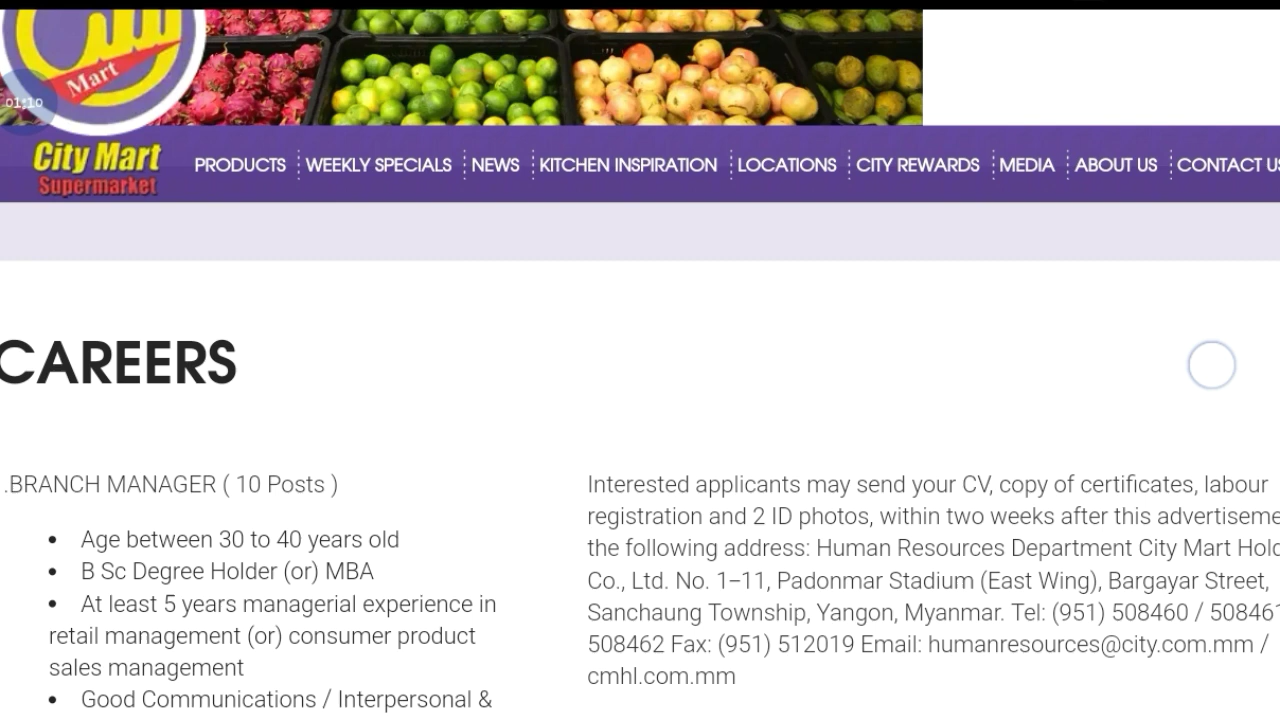 Mart
01:10
City Mart
Supermarket
PRODUCTS WEEKLY SPECIALS NEWS KITCHEN INSPIRATION LOCATIONS CITY REWARDS MEDIA ABOUT US CONTACT US
CAREERS
.BRANCH MANAGER ( 10 Posts )
• Age between 30 to 40 years old
• B Sc Degree Holder (or) MBA
• At least 5 years managerial experience in
retail management (or) consumer product
sales management
• Good Communications / Interpersonal &
Interested applicants may send your CV, copy of certificates, labour
registration and 2 ID photos, within two weeks after this advertiseme
the following address: Human Resources Department City Mart Hold
Co., Ltd. No. 1–11, Padonmar Stadium (East Wing), Bargayar Street,
Sanchaung Township, Yangon, Myanmar. Tel: (951) 508460 / 508461
508462 Fax: (951) 512019 Email: humanresources@city.com.mm /
cmhl.com.mm